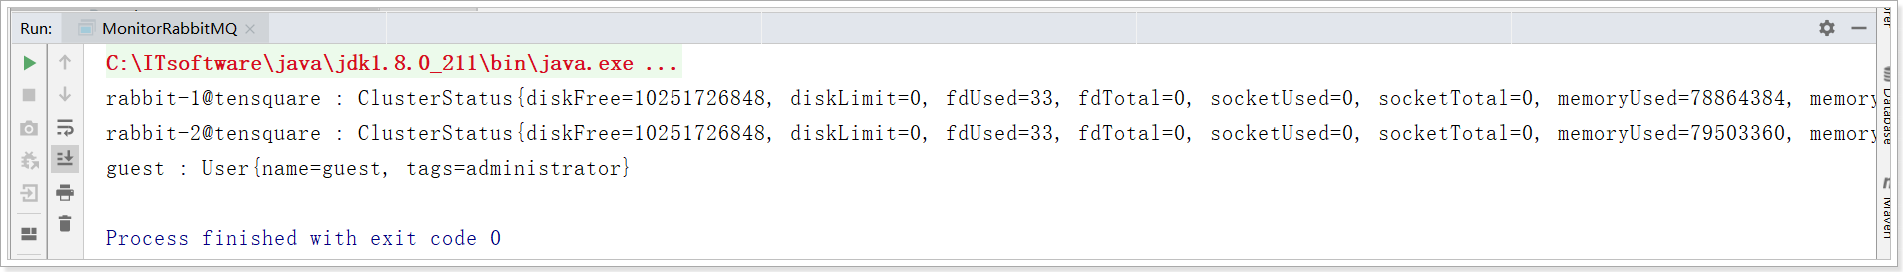 Run: MonitorRabbitMQ
C:\ITsoftware\java\jdk1.8.0_211\bin\java.exe ...
rabbit-1@tensquare : ClusterStatus{diskFree=10251726848, diskLimit=0, fdUsed=33, fdTotal=0, socketUsed=0, socketTotal=0, memoryUsed=78864384, memory
rabbit-2@tensquare : ClusterStatus{diskFree=10251726848, diskLimit=0, fdUsed=33, fdTotal=0, socketUsed=0, socketTotal=0, memoryUsed=79503360, memory
guest : User{name=guest, tags=administrator}
Process finished with exit code 0
Database
Maven